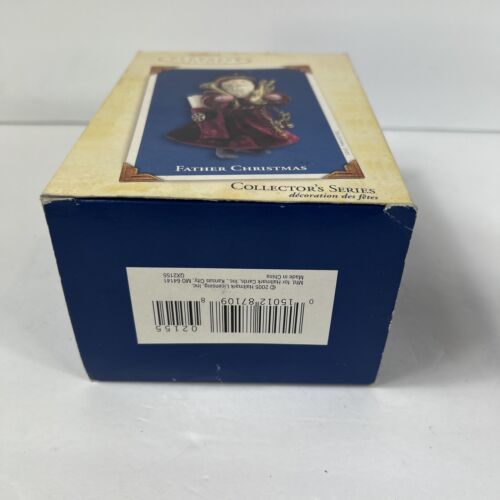 FATHER CHRISTMAS
COLLECTOR'S SERIES
décoration des fêtes
© 2005 Hallmark Licensing, Inc.
Mfd. for Hallmark Cards, Inc., Kansas City, MO 64141
Made in China
QX2155
0 15012 87109 8
02155